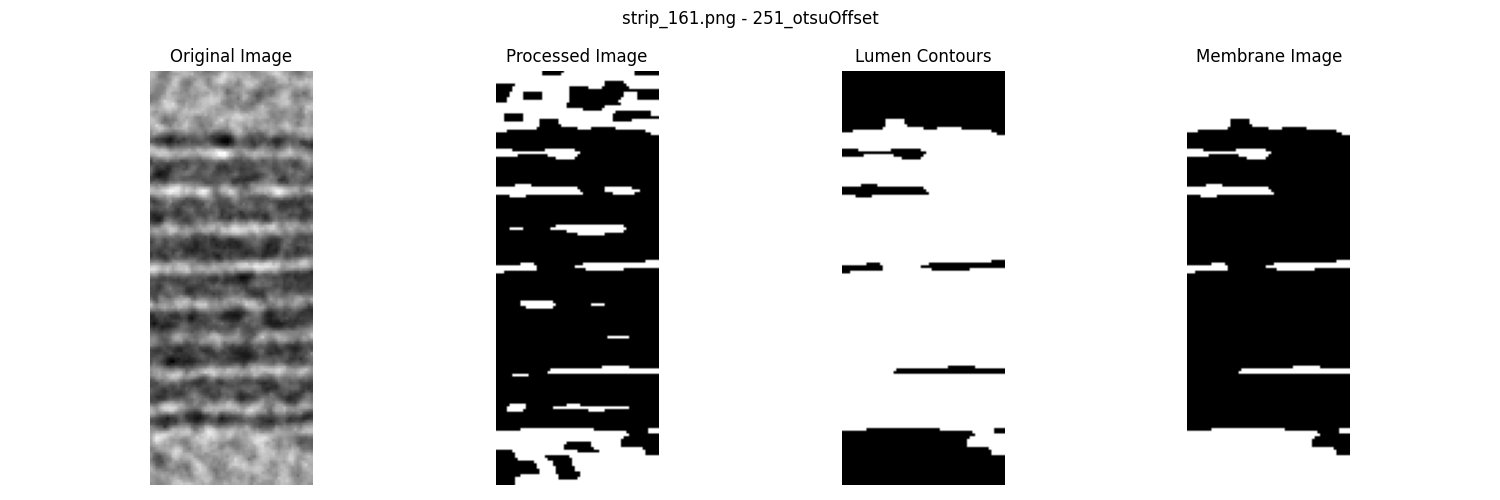 strip_161.png - 251_otsuOffset
Original Image
Processed Image
Lumen Contours
Membrane Image